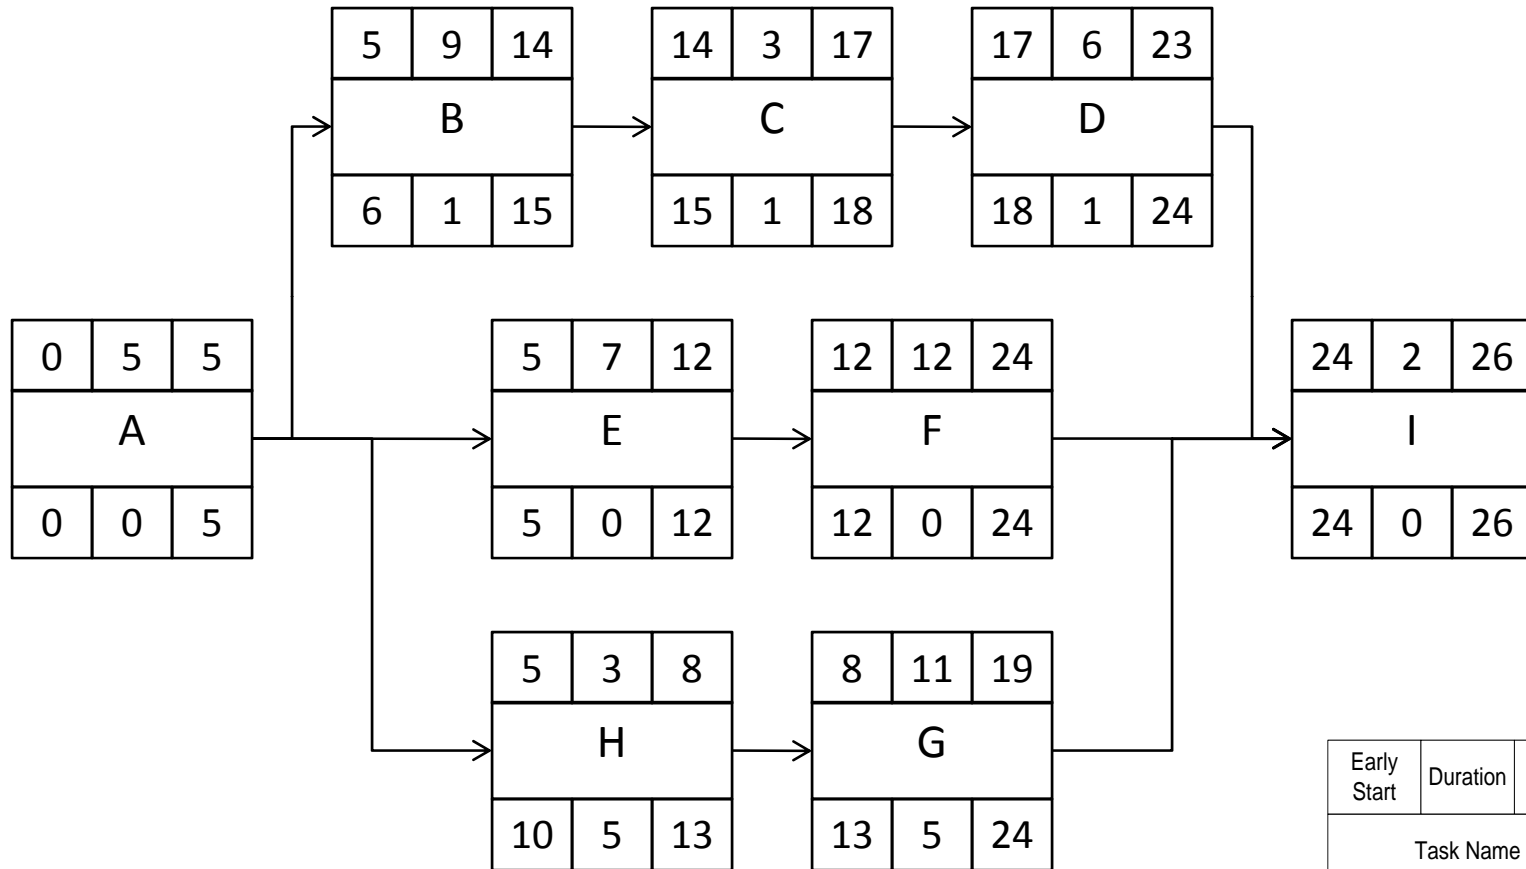 5 9 14
B
6 1 15
14 3 17
C
15 1 18
17 6 23
D
18 1 24
0 5 5
A
0 0 5
5 7 12
E
5 0 12
12 12 24
F
12 0 24
24 2 26
I
24 0 26
5 3 8
H
10 5 13
8 11 19
G
13 5 24
Early
Start
Duration
Task Name